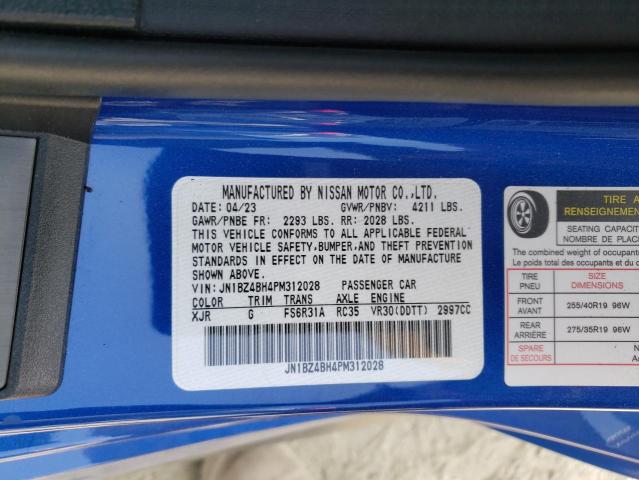 MANUFACTURED BY NISSAN MOTOR CO.,LTD.
DATE: 04/23 GVWR/PNBV: 4211 LBS.
GAWR/PNBE FR: 2293 LBS. RR: 2028 LBS.
THIS VEHICLE CONFORMS TO ALL APPLICABLE FEDERAL
MOTOR VEHICLE SAFETY,BUMPER,AND THEFT PREVENTION
STANDARDS IN EFFECT ON THE DATE OF MANUFACTURE
SHOWN ABOVE.
VIN: JN1BZ4BH4PM312028 PASSENGER CAR
COLOR TRIM TRANS AXLE ENGINE
XJR G FS6R31A RC35 VR30(DDTT) 2997CC
JN1BZ4BH4PM312028
TIRE A
RENSEIGNEMEN
SEATING CAPACIT
NOMBRE DE PLAC
The combined weight of occupants
Le poids total des occupants et du
TIRE
PNEU
SIZE
DIMENSIONS
FRONT
AVANT
255/40R19 96W
REAR
ARRIÈRE
275/35R19 96W
SPARE
DE SECOURS
N
A